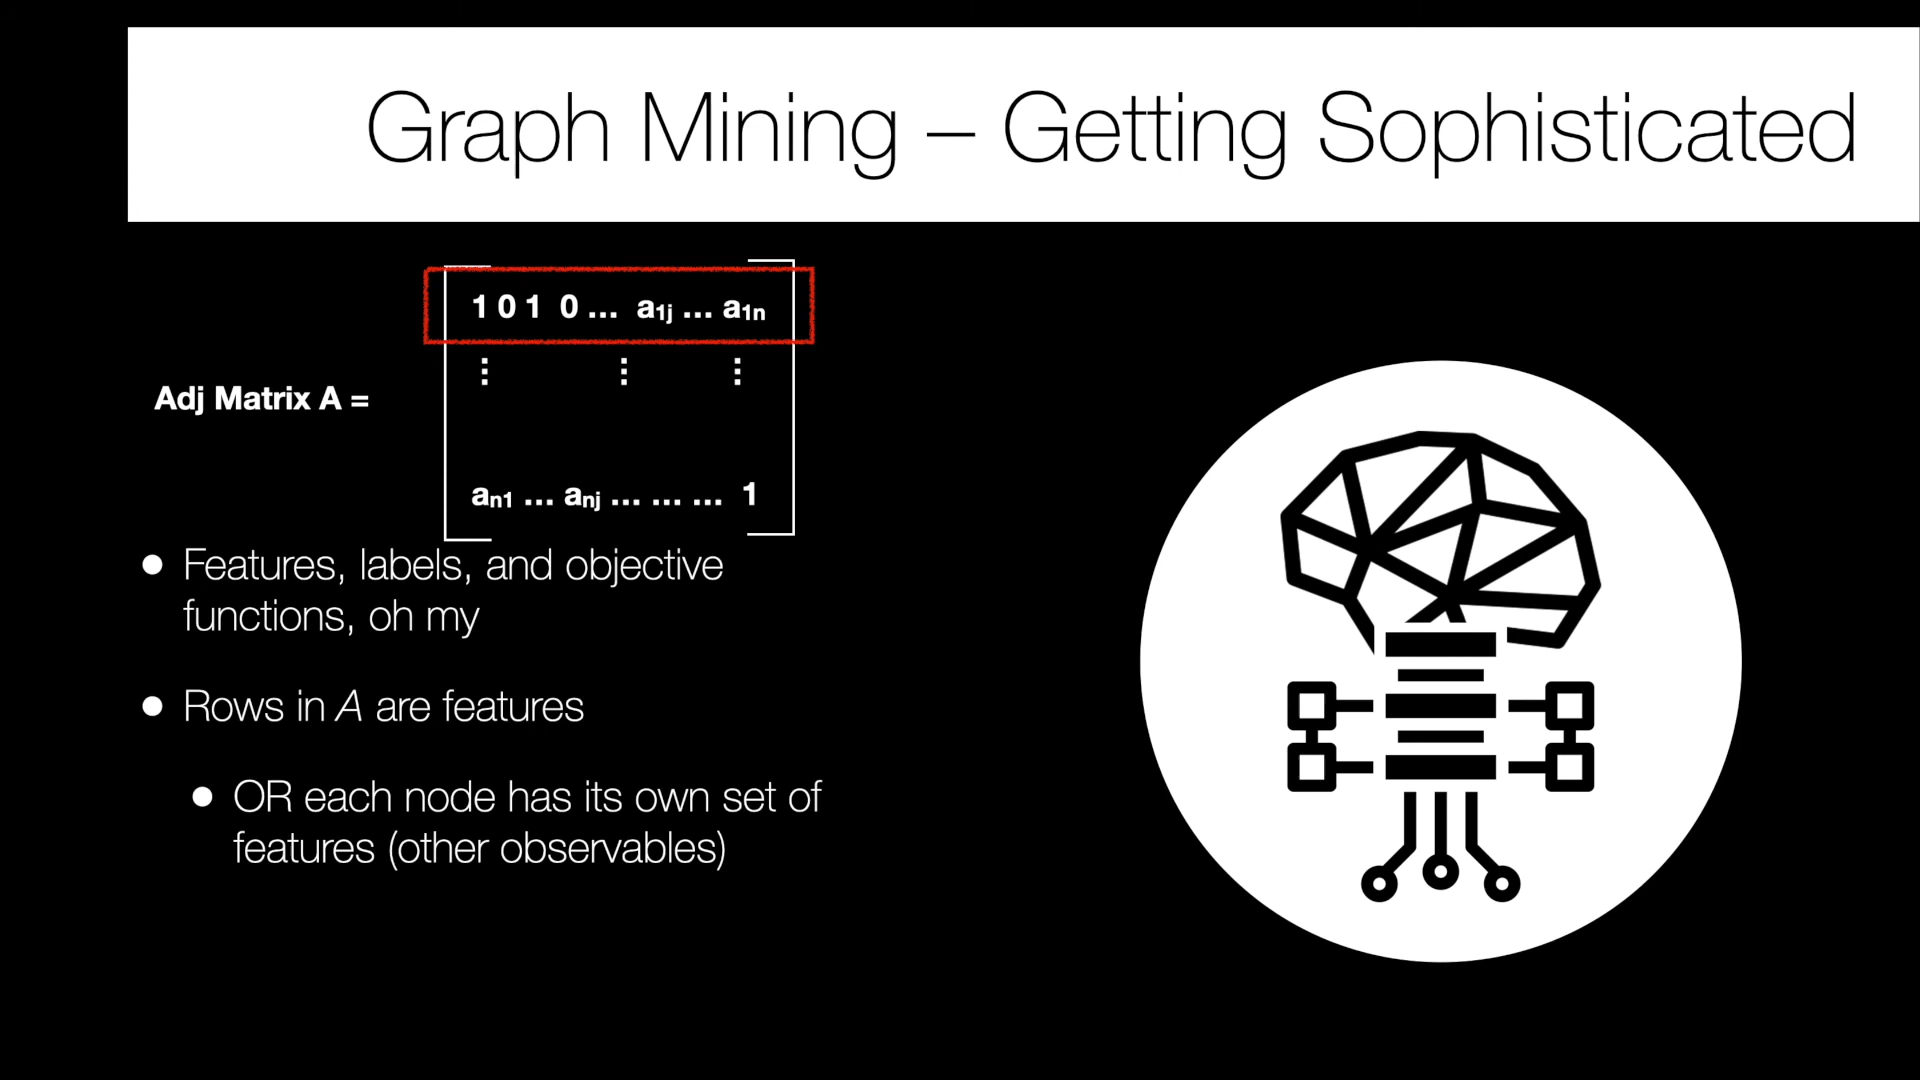 Graph Mining – Getting Sophisticated
1 0 1 0 ... a1j ... a1n
⋮ ⋮ ⋮
Adj Matrix A =
an1 ... anj ... ... ... 1
● Features, labels, and objective
functions, oh my
● Rows in A are features
● OR each node has its own set of
features (other observables)